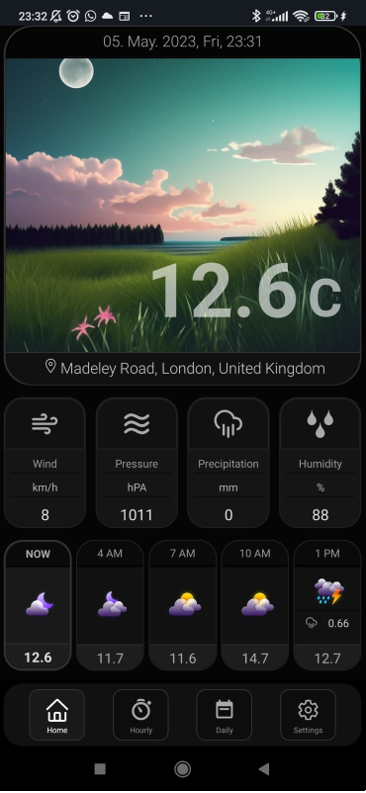 23:32 4G+ 82
05. May. 2023, Fri, 23:31
12.6c
Madeley Road, London, United Kingdom
Wind Pressure Precipitation Humidity
km/h hPA mm %
8 1011 0 88
NOW 4 AM 7 AM 10 AM 1 PM
0.66
12.6 11.7 11.6 14.7 12.7
Home Hourly Daily Settings